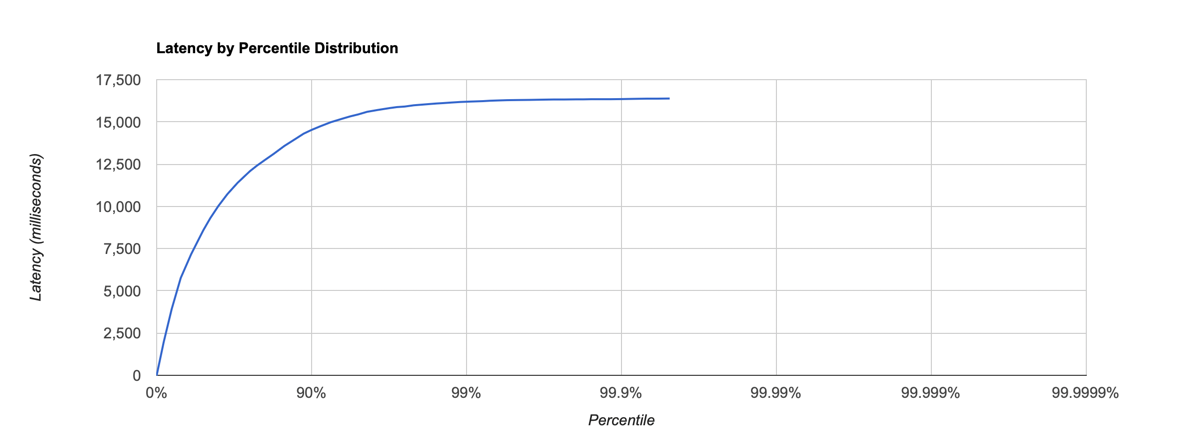 Latency by Percentile Distribution
17,500
15,000
12,500
10,000
7,500
5,000
2,500
0
Latency (milliseconds)
0% 90% 99% 99.9% 99.99% 99.999% 99.9999%
Percentile